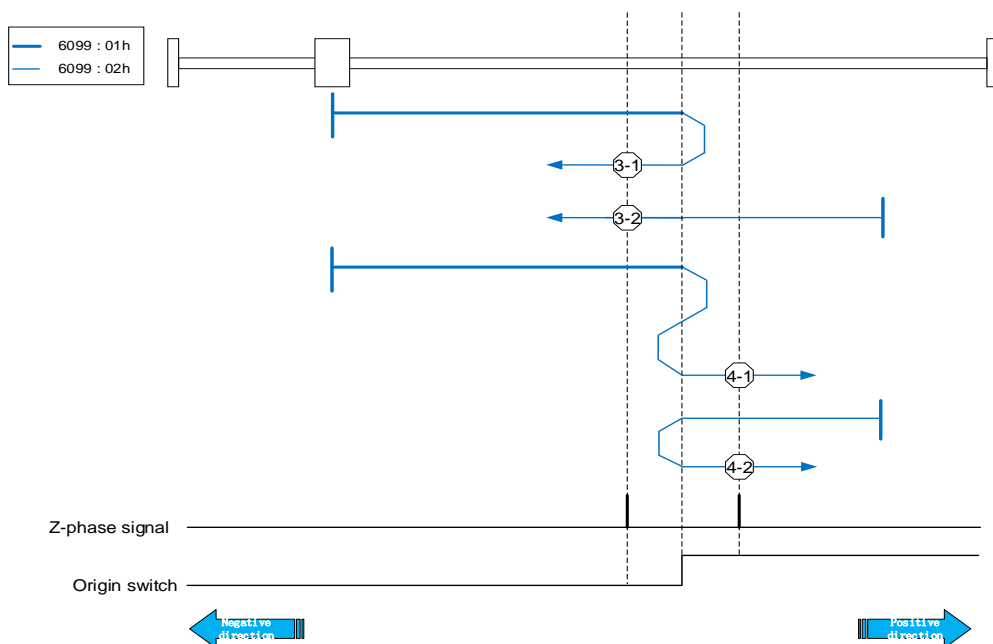 6099 : 01h
6099 : 02h
3-1
3-2
4-1
4-2
Z-phase signal
Origin switch
Negative
direction
Positive
direction